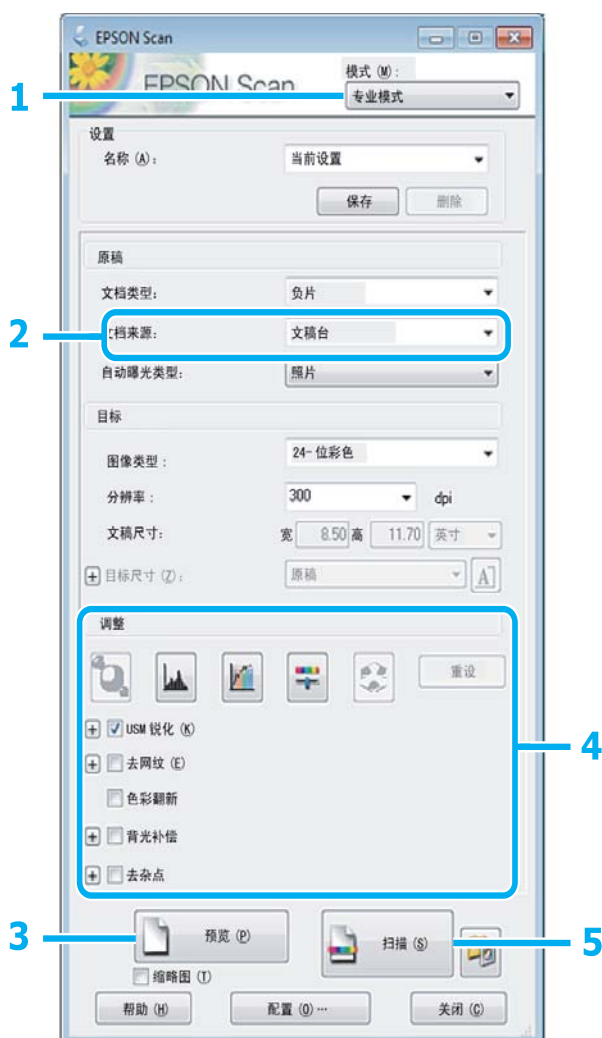 EPSON Scan
EPSON Scan
模式 (M):
1
专业模式
设置
名称 (A):
当前设置
保存
删除
原稿
文档类型:
负片
2
文档来源:
文稿台
自动曝光类型:
照片
目标
图像类型 :
24-位彩色
分辨率 :
300
dpi
文稿尺寸:
宽 8.50 高 11.70 英寸
目标尺寸 (Z):
原稿
调整
重设
USM 锐化 (K)
4
去网纹 (E)
色彩翻新
背光补偿
去杂点
3
预览 (P)
扫描 (S)
5
缩略图 (T)
帮助 (H)
配置 (O)…
关闭 (C)